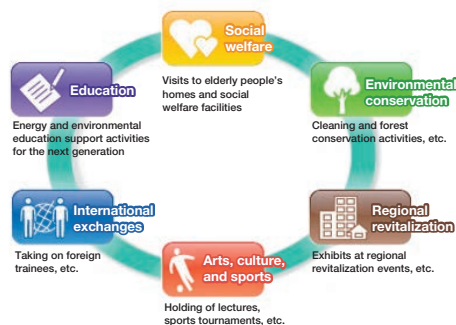 Social
welfare
Visits to elderly people's
homes and social
welfare facilities
Environmental
conservation
Cleaning and forest
conservation activities, etc.
Regional
revitalization
Exhibits at regional
revitalization events, etc.
Arts, culture,
and sports
Holding of lectures,
sports tournaments, etc.
International
exchanges
Taking on foreign
trainees, etc.
Education
Energy and environmental
education support activities
for the next generation